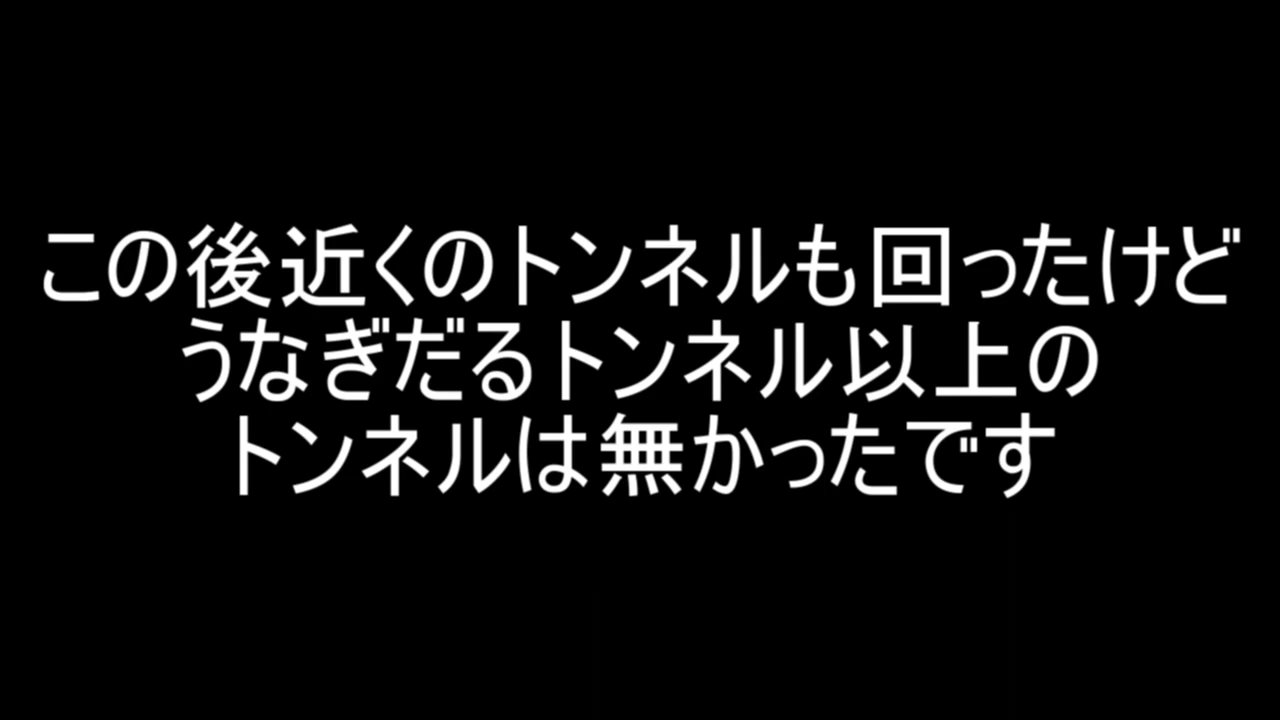 この後近くのトンネルも回ったけど
うなぎだるトンネル以上の
トンネルは無かったです